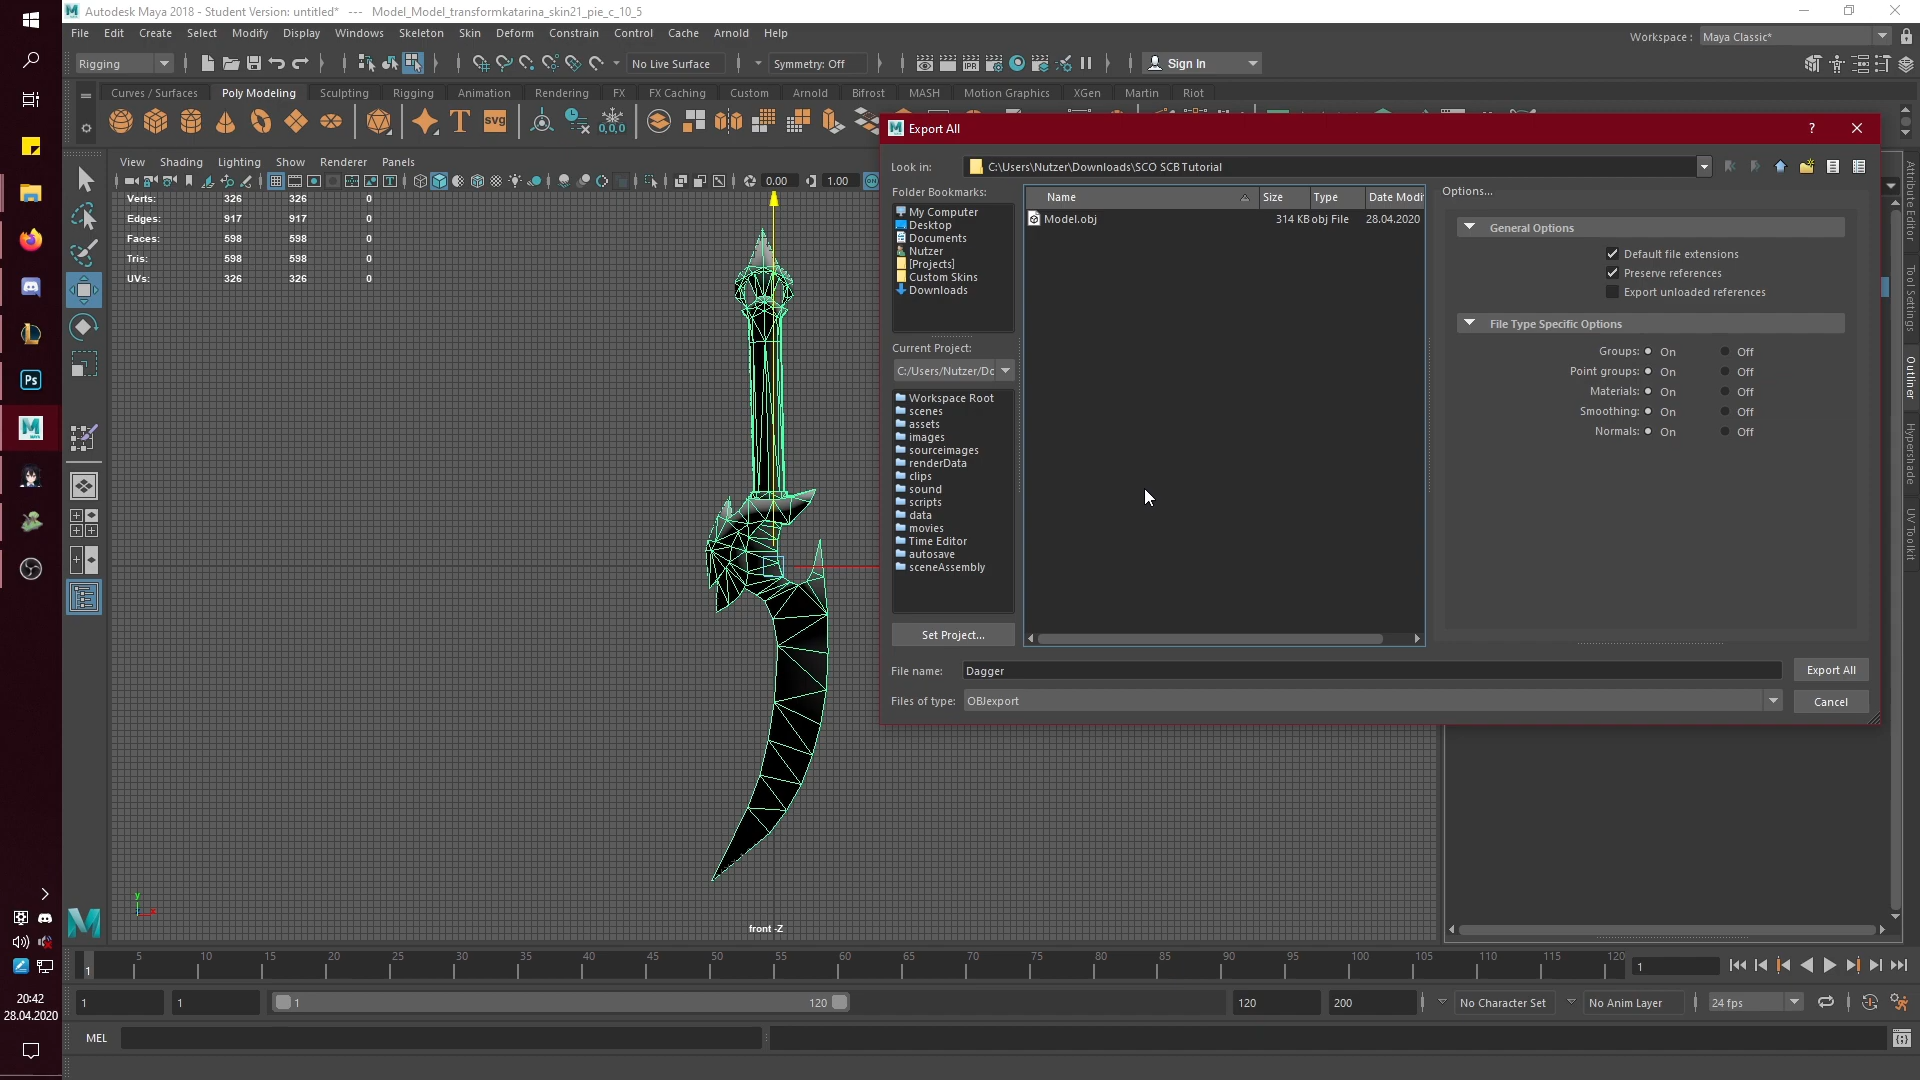 Autodesk Maya 2018 - Student Version: untitled* --- Model_Model_transformkatarina_skin21_pie_c_10_5
File Edit Create Select Modify Display Windows Skeleton Skin Deform Constrain Control Cache Arnold Help
Workspace : Maya Classic*
Rigging No Live Surface Symmetry: Off Sign In
Curves / Surfaces Poly Modeling Sculpting Rigging Animation Rendering FX FX Caching Custom Arnold Bifrost MASH Motion Graphics XGen Martin Riot
View Shading Lighting Show Renderer Panels
0.00 1.00
Verts: 326 326 0
Edges: 917 917 0
Faces: 598 598 0
Tris: 598 598 0
UVs: 326 326 0
front -Z
Export All
Look in: C:\Users\Nutzer\Downloads\SCO SCB Tutorial
Folder Bookmarks:
My Computer
Desktop
Documents
Nutzer
[Projects]
Custom Skins
Downloads
Current Project:
C:/Users/Nutzer/Dc
Workspace Root
scenes
assets
images
sourceimages
renderData
clips
sound
scripts
data
movies
Time Editor
autosave
sceneAssembly
Set Project...
Name Size Type Date Modi
Model.obj 314 KB obj File 28.04.2020
Options...
General Options
Default file extensions
Preserve references
Export unloaded references
File Type Specific Options
Groups: On Off
Point groups: On Off
Materials: On Off
Smoothing: On Off
Normals: On Off
File name: Dagger Export All
Files of type: OBJexport Cancel
Attribute Editor
Tool Settings
Outliner
Hypershade
UV Toolkit
1 5 10 15 20 25 30 35 40 45 50 55 60 65 70 75 80 85 90 95 100 105 110 115 120 1
1 1 1 120 120 200 No Character Set No Anim Layer 24 fps
MEL
20:42
28.04.2020